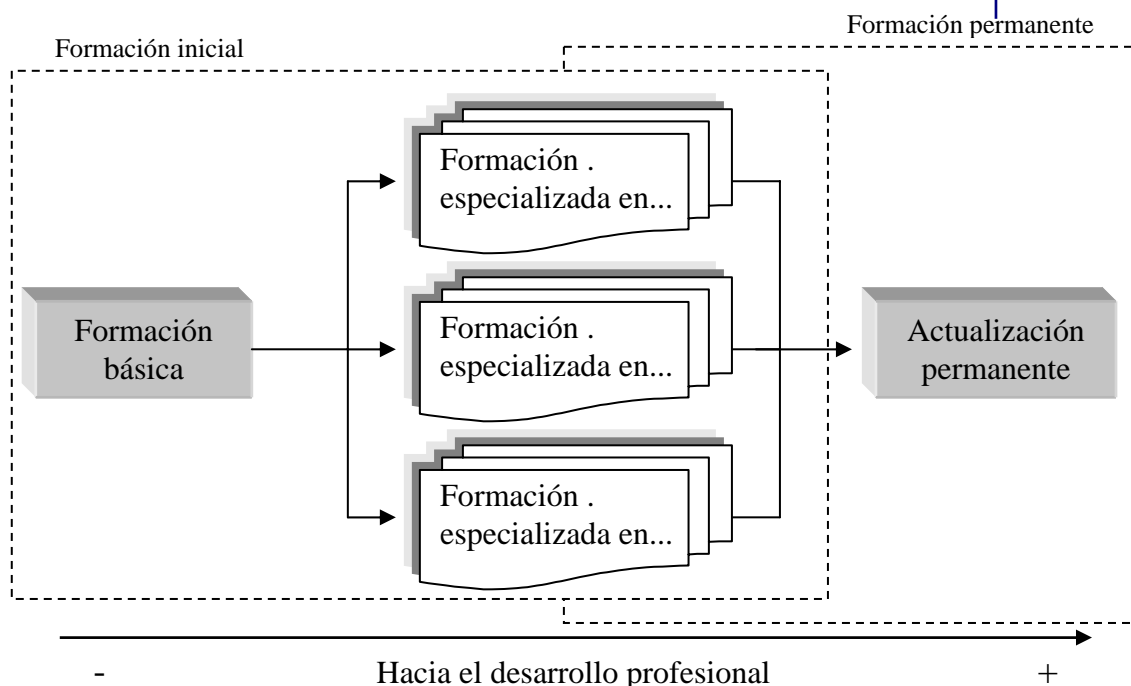 Formación permanente
Formación inicial
Formación .
especializada en...
Formación
básica
Formación .
especializada en...
Actualización
permanente
Formación .
especializada en...
- Hacia el desarrollo profesional +